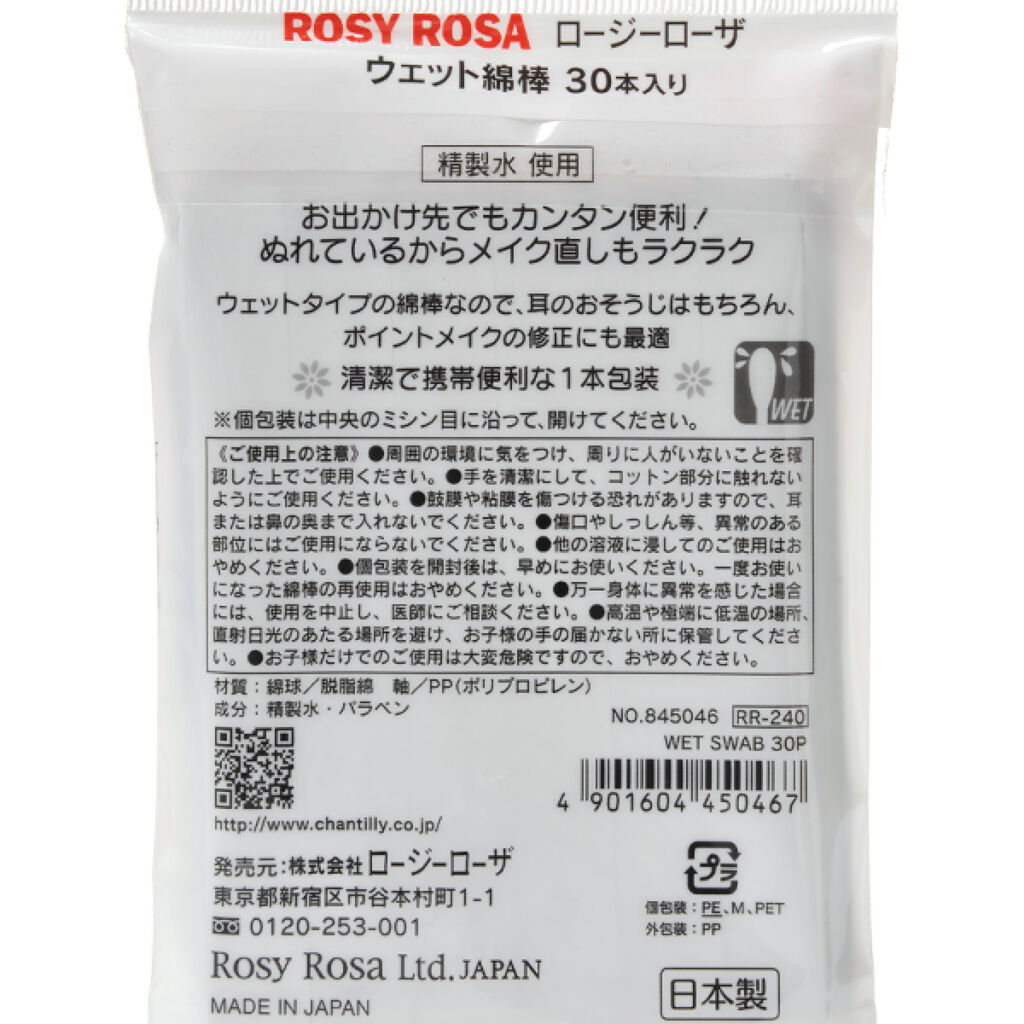 ROSY ROSA ロージーローザ
ウェット綿棒 30本入り
精製水 使用
お出かけ先でもカンタン便利!
ぬれているからメイク直しもラクラク
ウェットタイプの綿棒なので、耳のおそうじはもちろん、
ポイントメイクの修正にも最適
清潔で携帯便利な1本包装
WET
※個包装は中央のミシン目に沿って、開けてください。
《ご使用上の注意》●周囲の環境に気をつけ、周りに人がいないことを確
認した上でご使用ください。●手を清潔にして、コットン部分に触れない
ようにご使用ください。●鼓膜や粘膜を傷つける恐れがありますので、耳
または鼻の奥まで入れないでください。●傷口やしっしん等、異常のある
部位にはご使用にならないでください。●他の溶液に浸してのご使用はお
やめください。●個包装を開封後は、早めにお使いください。一度お使い
になった綿棒の再使用はおやめください。●万一身体に異常を感じた場合
には、使用を中止し、医師にご相談ください。●高温や極端に低温の場所、
直射日光のあたる場所を避け、お子様の手の届かない所に保管してくださ
い。●お子様だけでのご使用は大変危険ですので、おやめください。
材質：綿球／脱脂綿 軸／PP(ポリプロピレン)
成分：精製水・パラベン
NO.845046 RR-240
WET SWAB 30P
4 901604 450467
http://www.chantilly.co.jp/
発売元：株式会社 ロージーローザ
東京都新宿区市谷本村町1-1
0120-253-001
プラ
個包装：PE、M、PET
外包装：PP
Rosy Rosa Ltd. JAPAN
MADE IN JAPAN
日本製